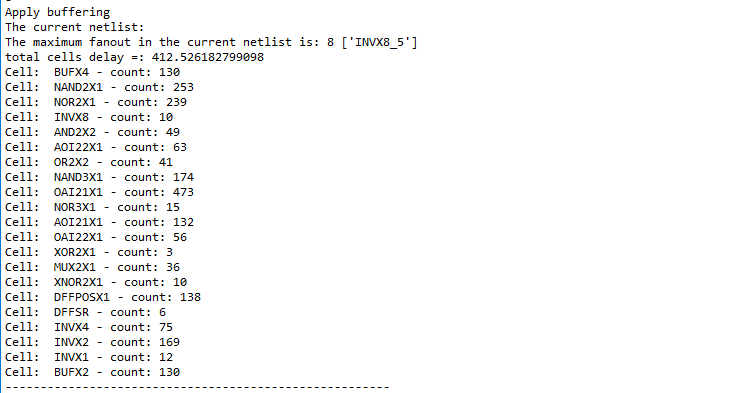 Apply buffering
The current netlist:
The maximum fanout in the current netlist is: 8 ['INVX8_5']
total cells delay =: 412.526182799098
Cell:  BUFX4 - count: 130
Cell:  NAND2X1 - count: 253
Cell:  NOR2X1 - count: 239
Cell:  INVX8 - count: 10
Cell:  AND2X2 - count: 49
Cell:  AOI22X1 - count: 63
Cell:  OR2X2 - count: 41
Cell:  NAND3X1 - count: 174
Cell:  OAI21X1 - count: 473
Cell:  NOR3X1 - count: 15
Cell:  AOI21X1 - count: 132
Cell:  OAI22X1 - count: 56
Cell:  XOR2X1 - count: 3
Cell:  MUX2X1 - count: 36
Cell:  XNOR2X1 - count: 10
Cell:  DFFPOSX1 - count: 138
Cell:  DFFSR - count: 6
Cell:  INVX4 - count: 75
Cell:  INVX2 - count: 169
Cell:  INVX1 - count: 12
Cell:  BUFX2 - count: 130
--------------------------------------------------------